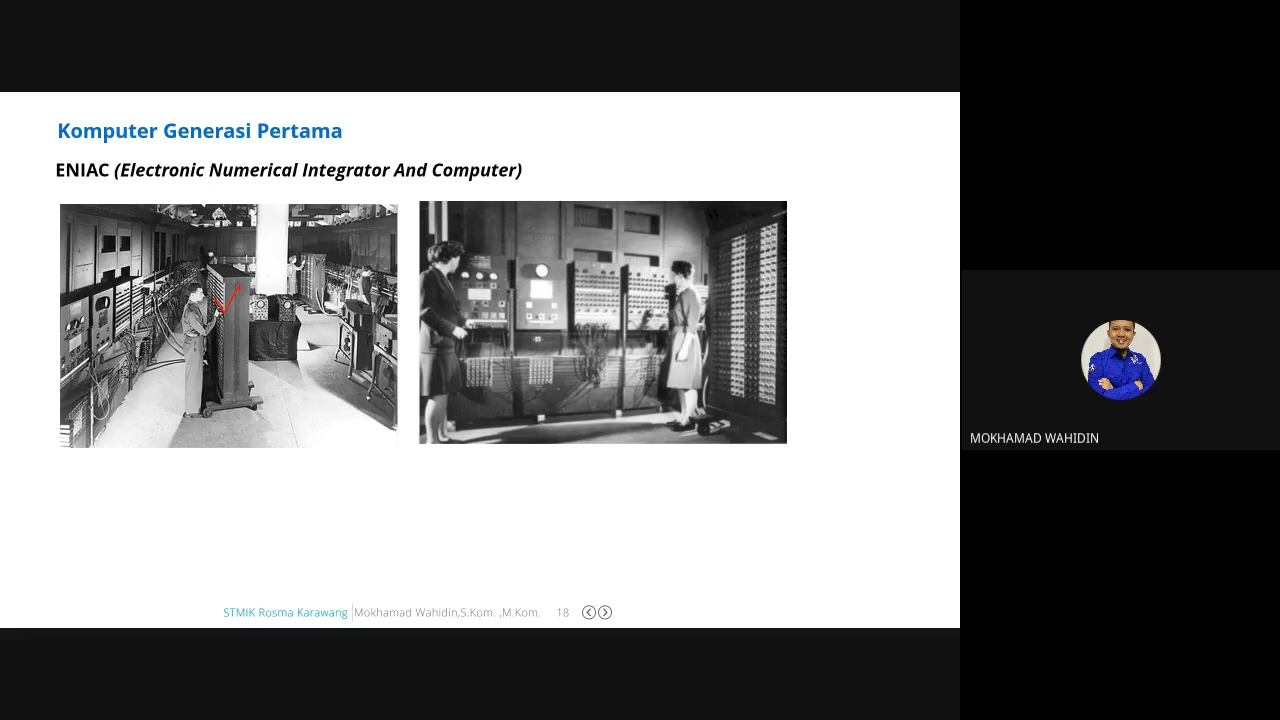 Komputer Generasi Pertama
ENIAC (Electronic Numerical Integrator And Computer)
STMIK Rosma Karawang Mokhamad Wahidin,S.Kom. ,M.Kom. 18
MOKHAMAD WAHIDIN